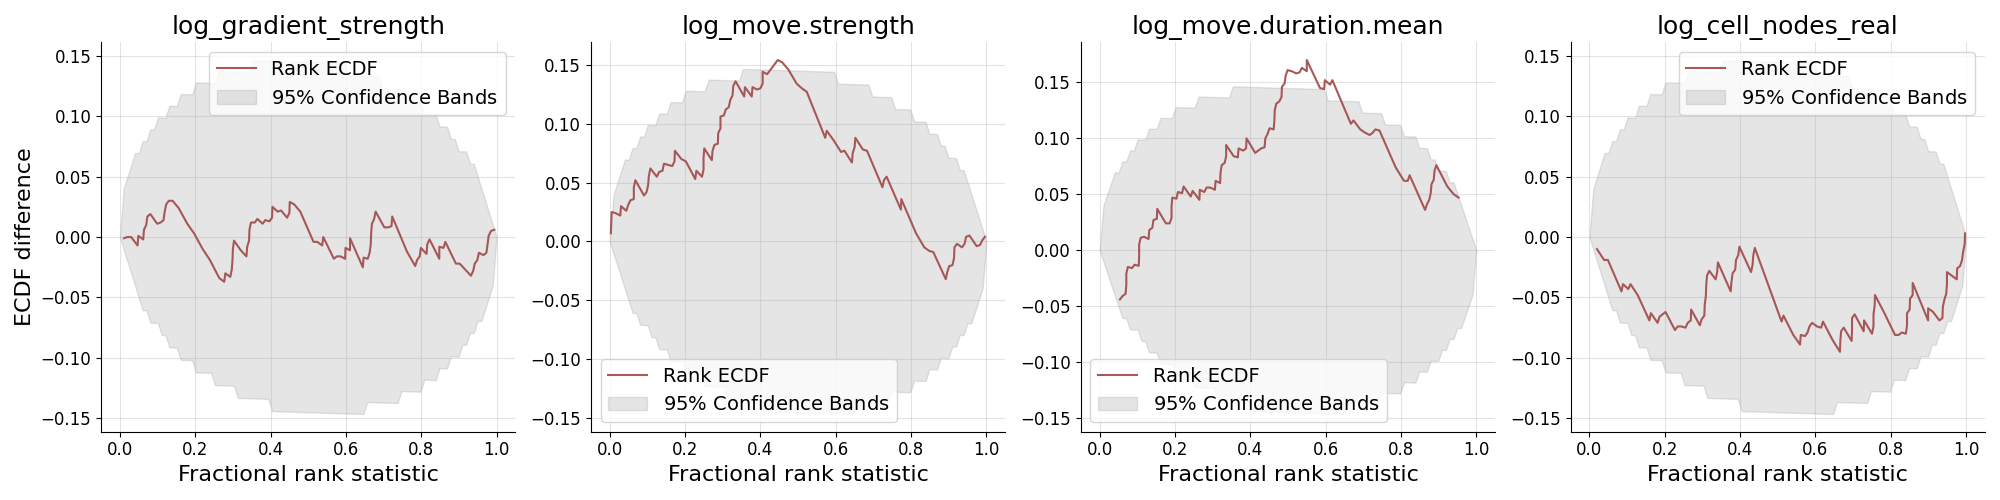 log_gradient_strength
0.15
0.10
0.05
0.00
−0.05
−0.10
−0.15
ECDF difference
0.0 0.2 0.4 0.6 0.8 1.0
Fractional rank statistic
Rank ECDF
95% Confidence Bands
log_move.strength
0.15
0.10
0.05
0.00
−0.05
−0.10
−0.15
0.0 0.2 0.4 0.6 0.8 1.0
Fractional rank statistic
Rank ECDF
95% Confidence Bands
log_move.duration.mean
0.15
0.10
0.05
0.00
−0.05
−0.10
−0.15
0.0 0.2 0.4 0.6 0.8 1.0
Fractional rank statistic
Rank ECDF
95% Confidence Bands
log_cell_nodes_real
0.15
0.10
0.05
0.00
−0.05
−0.10
−0.15
0.0 0.2 0.4 0.6 0.8 1.0
Fractional rank statistic
Rank ECDF
95% Confidence Bands